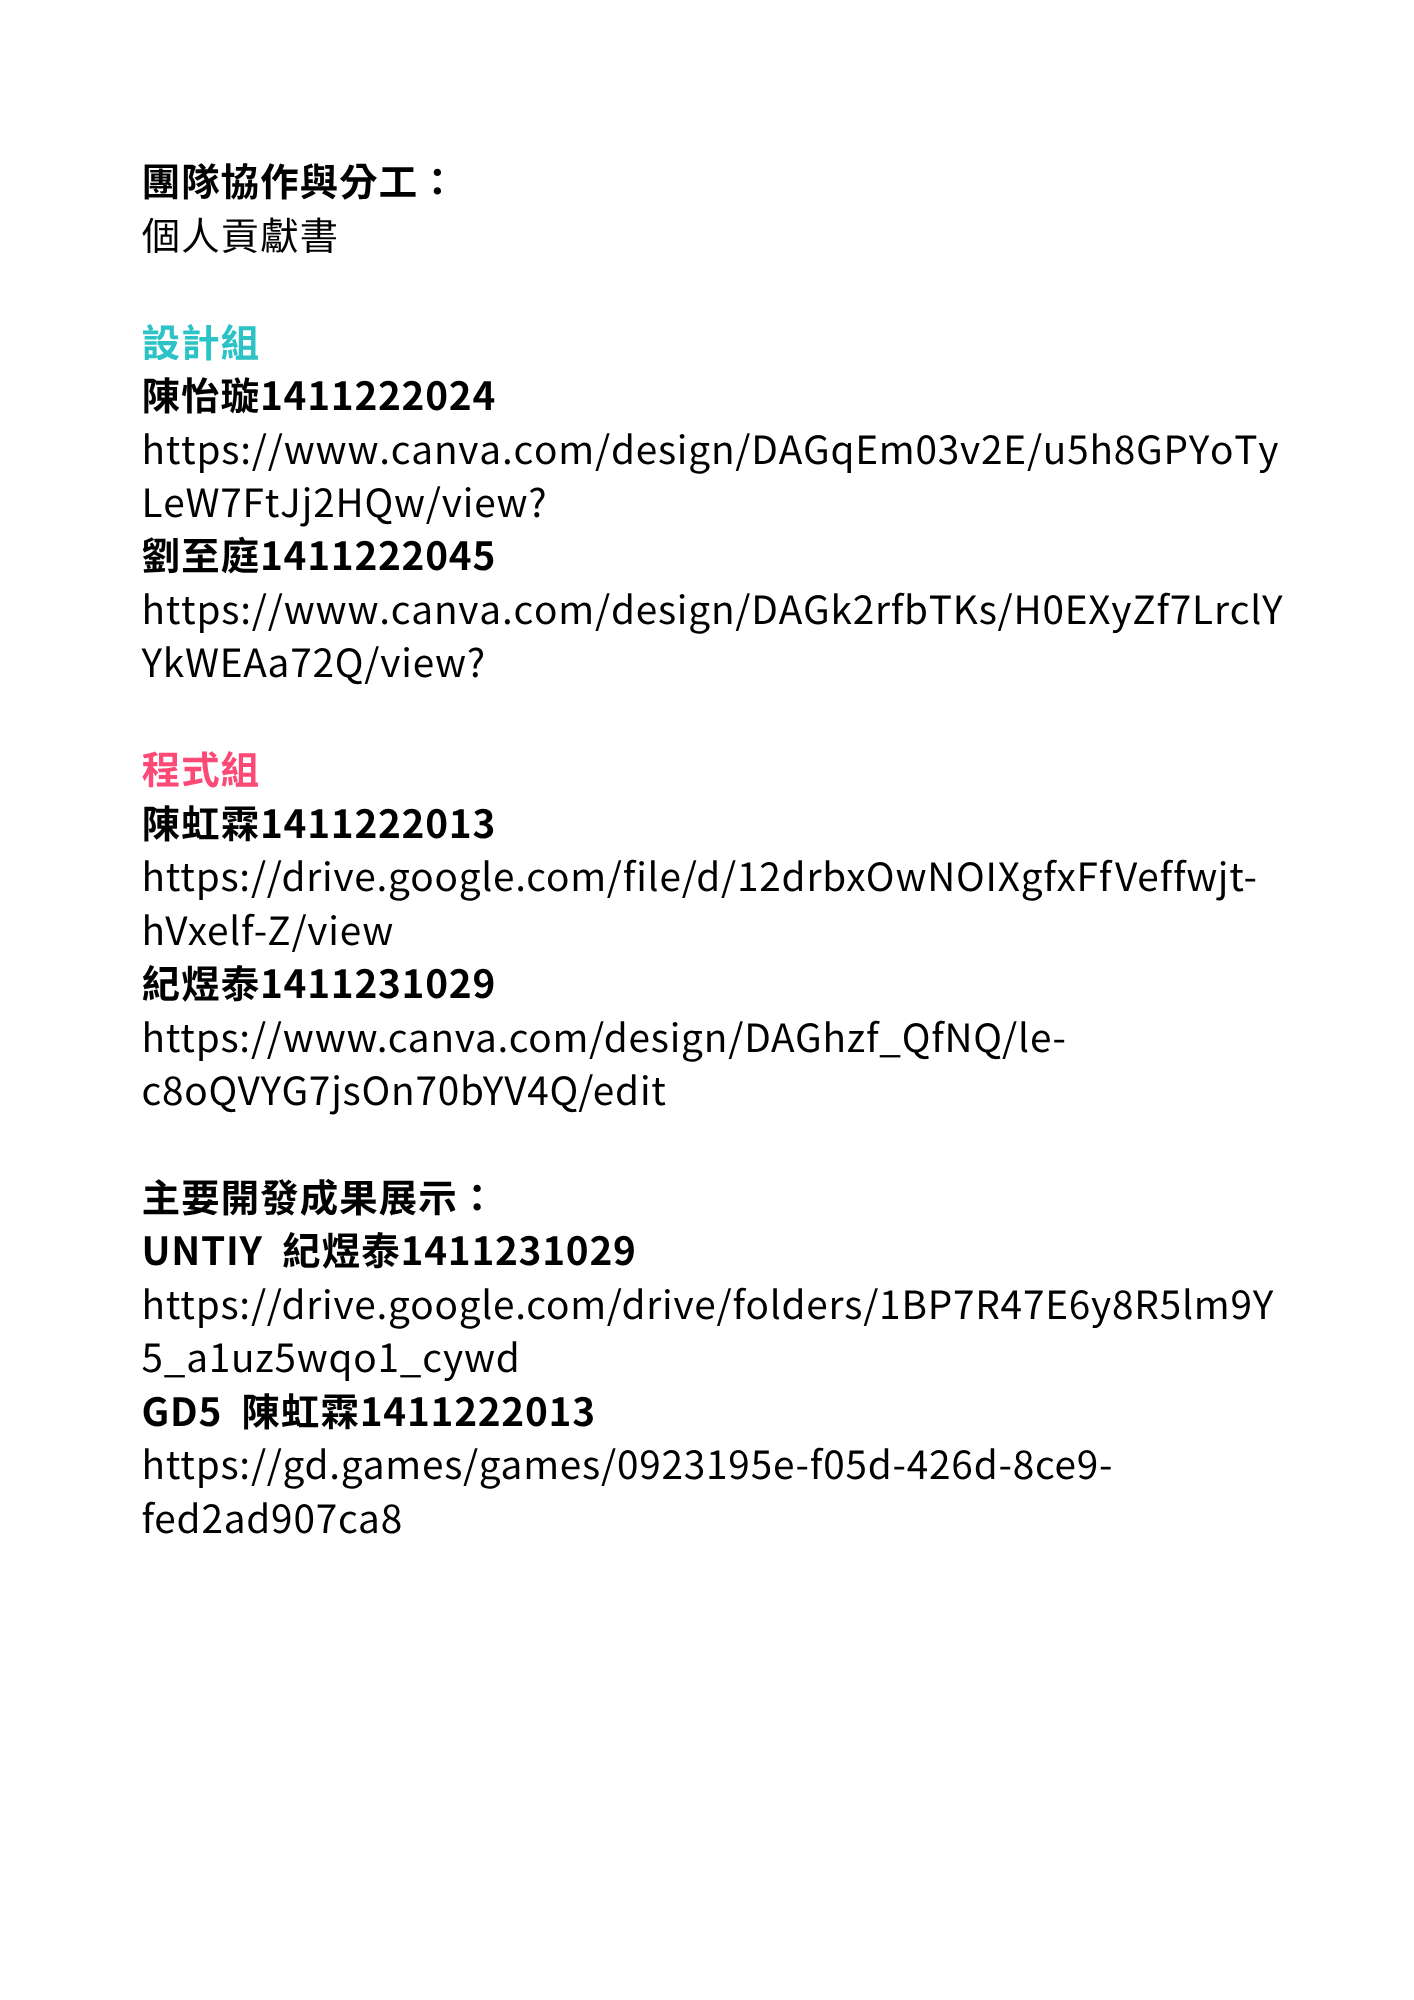 團隊協作與分工：
個人貢獻書
設計組
陳怡璇1411222024
https://www.canva.com/design/DAGqEm03v2E/u5h8GPYoTy
LeW7FtJj2HQw/view?
劉至庭1411222045
https://www.canva.com/design/DAGk2rfbTKs/H0EXyZf7LrclY
YkWEAa72Q/view?
程式組
陳虹霖1411222013
https://drive.google.com/file/d/12drbxOwNOIXgfxFfVeffwjt-
hVxelf-Z/view
紀煜泰1411231029
https://www.canva.com/design/DAGhzf_QfNQ/le-
c8oQVYG7jsOn70bYV4Q/edit
主要開發成果展示：
UNTIY 紀煜泰1411231029
https://drive.google.com/drive/folders/1BP7R47E6y8R5lm9Y
5_a1uz5wqo1_cywd
GD5 陳虹霖1411222013
https://gd.games/games/0923195e-f05d-426d-8ce9-
fed2ad907ca8